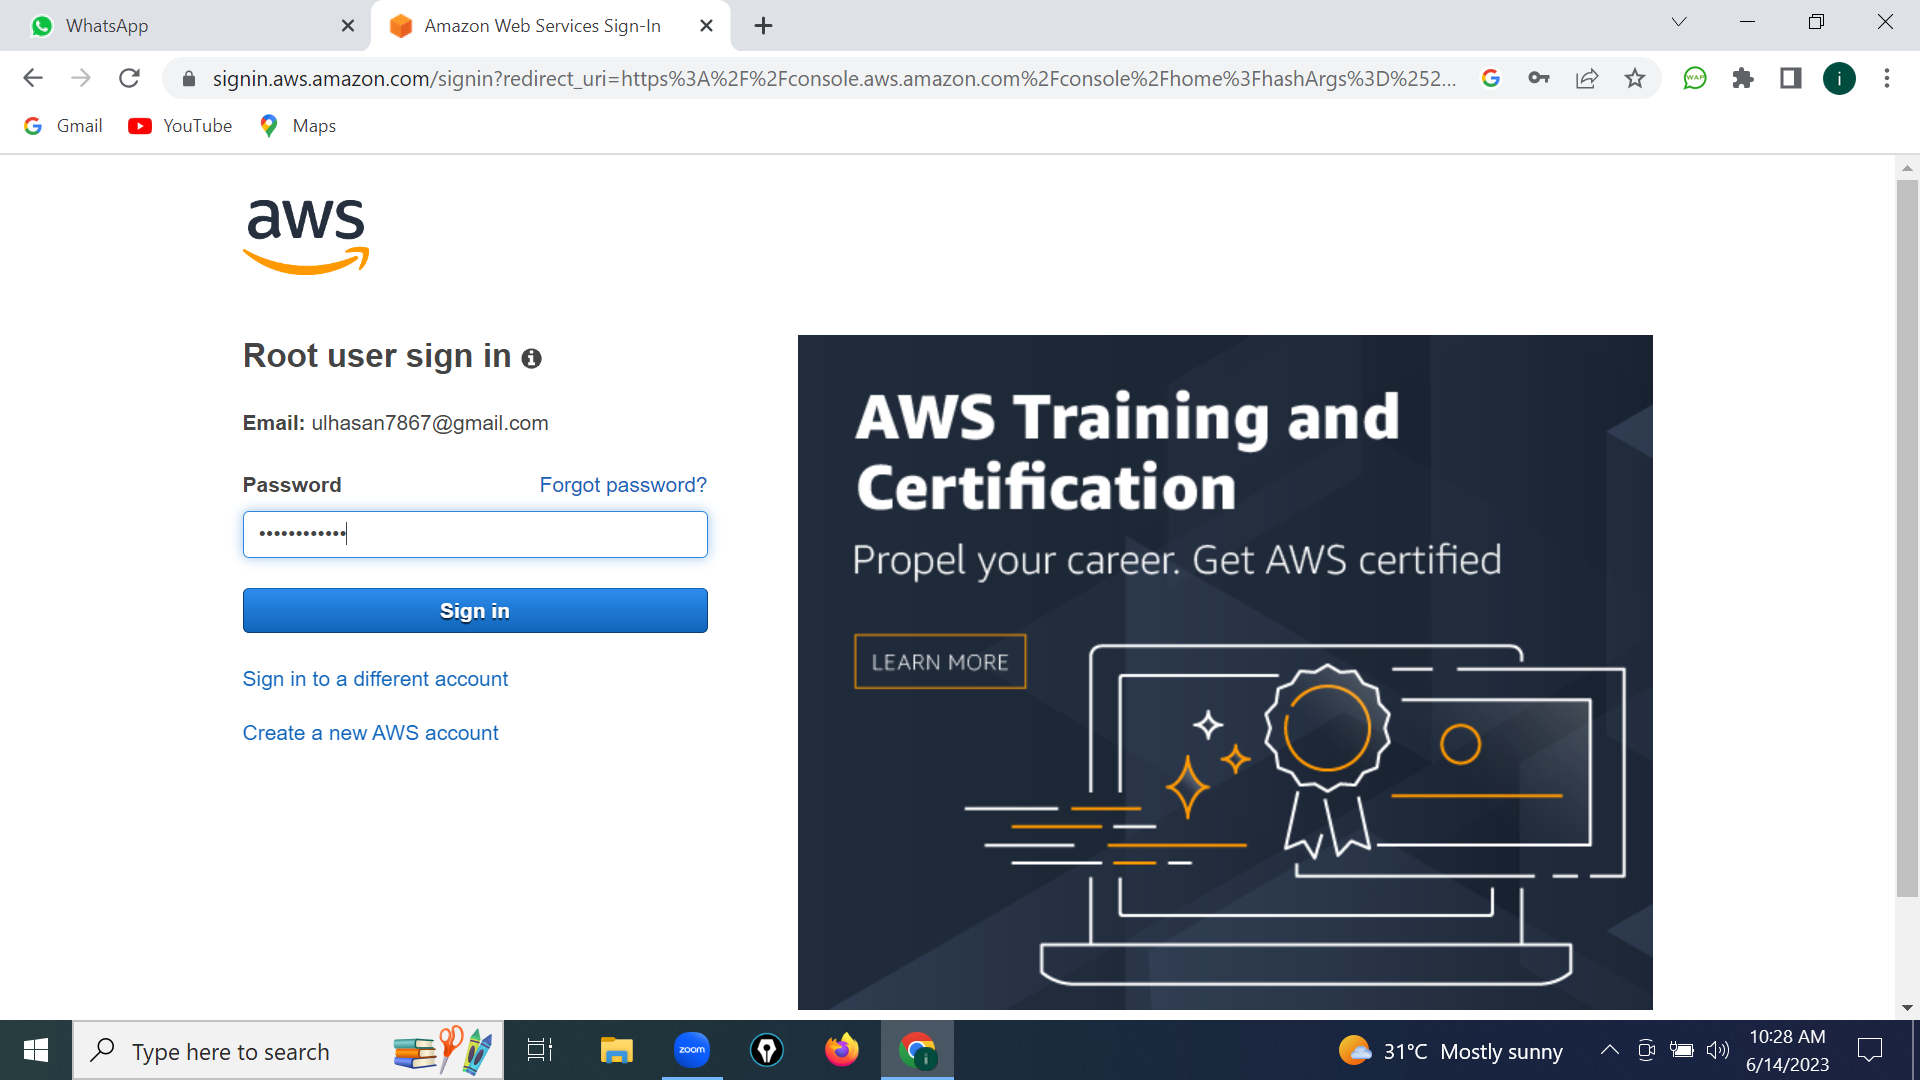 WhatsApp
Amazon Web Services Sign-In
signin.aws.amazon.com/signin?redirect_uri=https%3A%2F%2Fconsole.aws.amazon.com%2Fconsole%2Fhome%3FhashArgs%3D%252...
WAP
i
Gmail
YouTube
Maps
aws
Root user sign in
Email: ulhasan7867@gmail.com
Password
Forgot password?
••••••••••••
Sign in
Sign in to a different account
Create a new AWS account
AWS Training and
Certification
Propel your career. Get AWS certified
LEARN MORE
Type here to search
zoom
i
31°C Mostly sunny
10:28 AM
6/14/2023